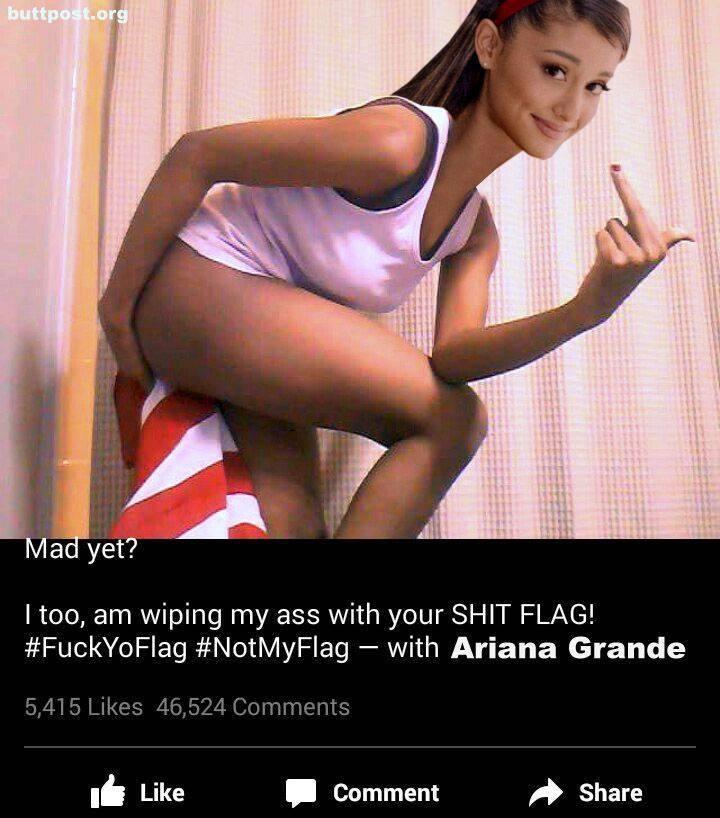 buttpost.org
Mad yet?
I too, am wiping my ass with your SHIT FLAG!
#FuckYoFlag #NotMyFlag — with Ariana Grande
5,415 Likes 46,524 Comments
Like Comment Share